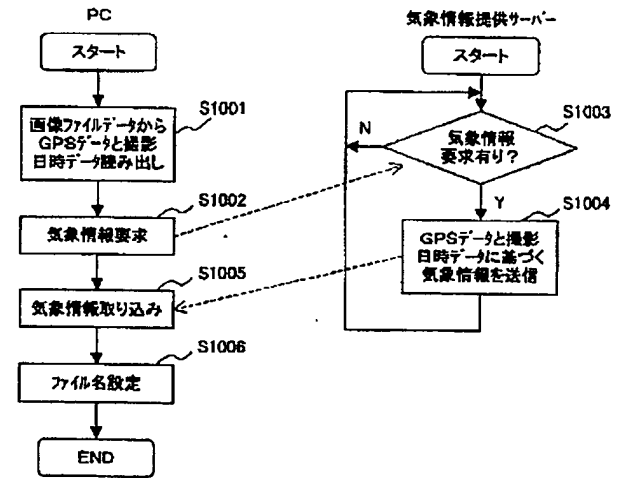 PC
スタート
S1001
画像ファイルデータから
GPSデータと撮影
日時データ読み出し
S1002
気象情報要求
S1005
気象情報取り込み
S1006
ファイル名設定
END
気象情報提供サーバー
スタート
S1003
N
気象情報
要求有り?
Y
S1004
GPSデータと撮影
日時データに基づく
気象情報を送信